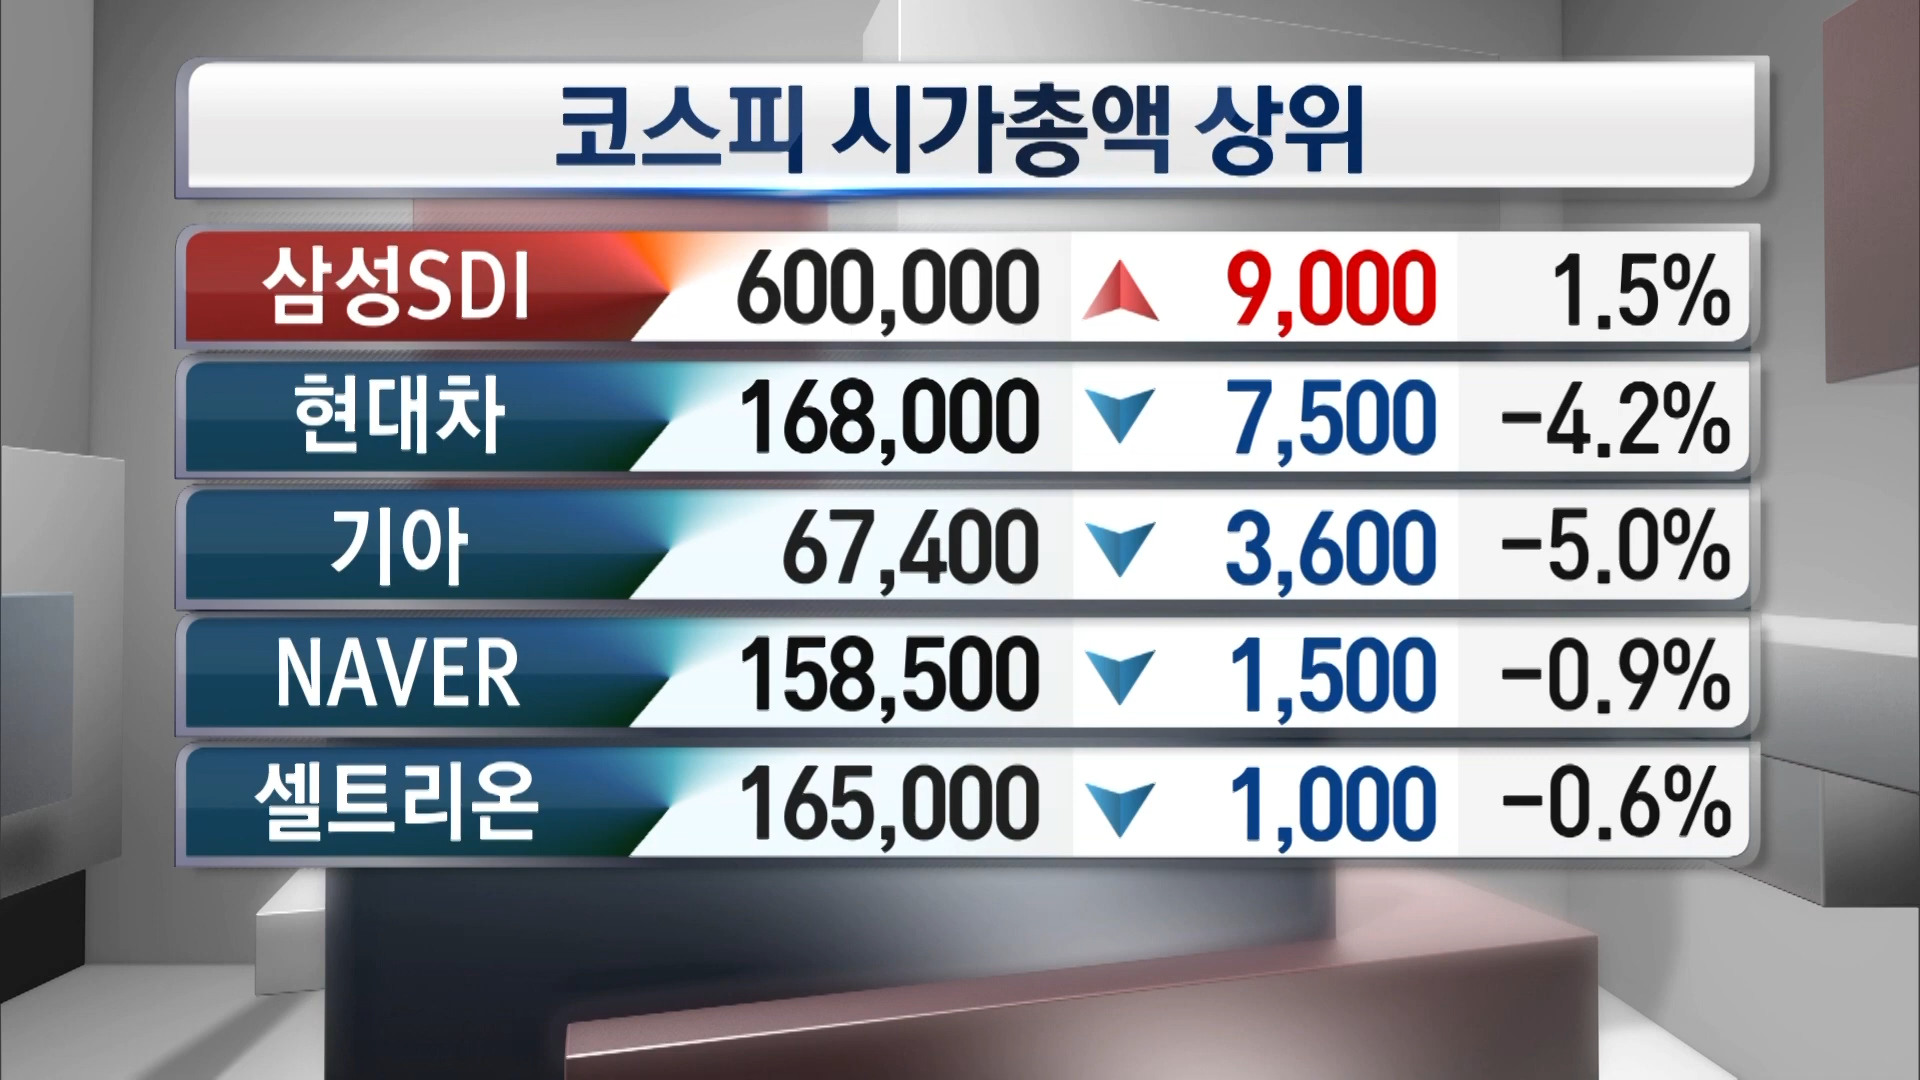 코스피 시가총액 상위
삼성SDI 600,000 ▲ 9,000 1.5%
현대차 168,000 ▼ 7,500 -4.2%
기아 67,400 ▼ 3,600 -5.0%
NAVER 158,500 ▼ 1,500 -0.9%
셀트리온 165,000 ▼ 1,000 -0.6%